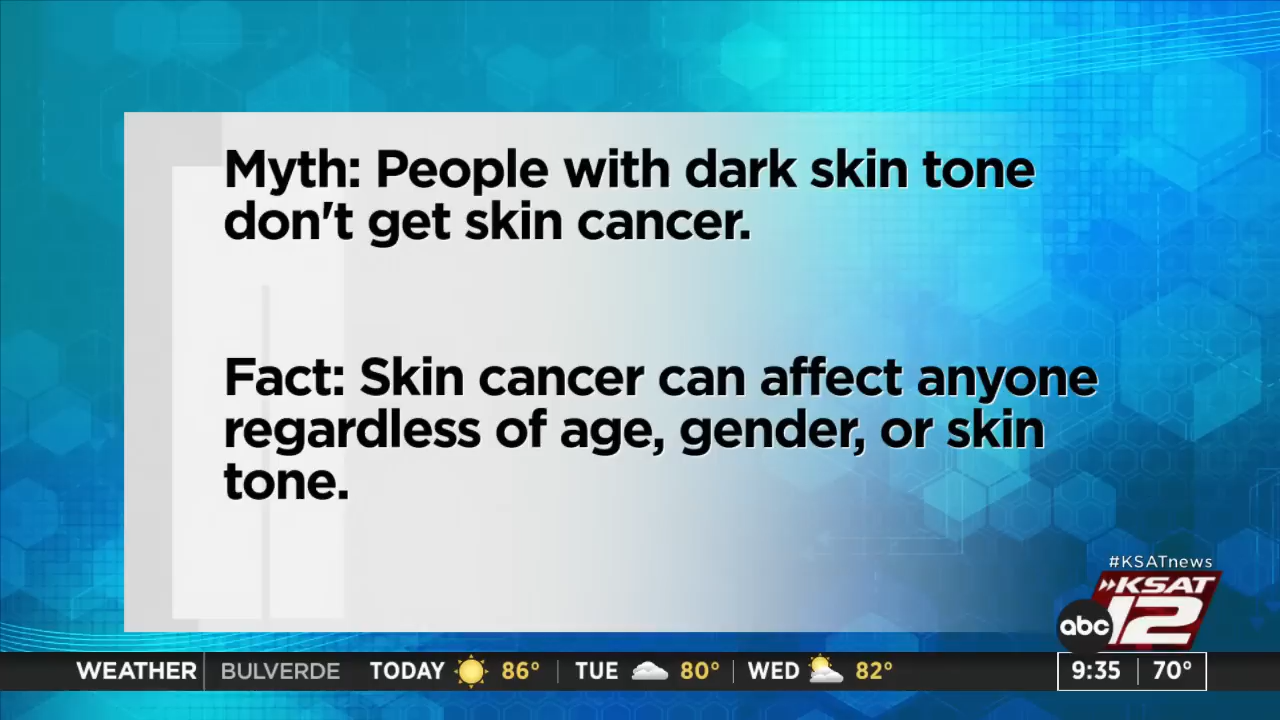 Myth: People with dark skin tone
don't get skin cancer.
Fact: Skin cancer can affect anyone
regardless of age, gender, or skin
tone.
#KSATnews
KSAT
abc 12
WEATHER BULVERDE TODAY 86° TUE 80° WED 82° 9:35 70°